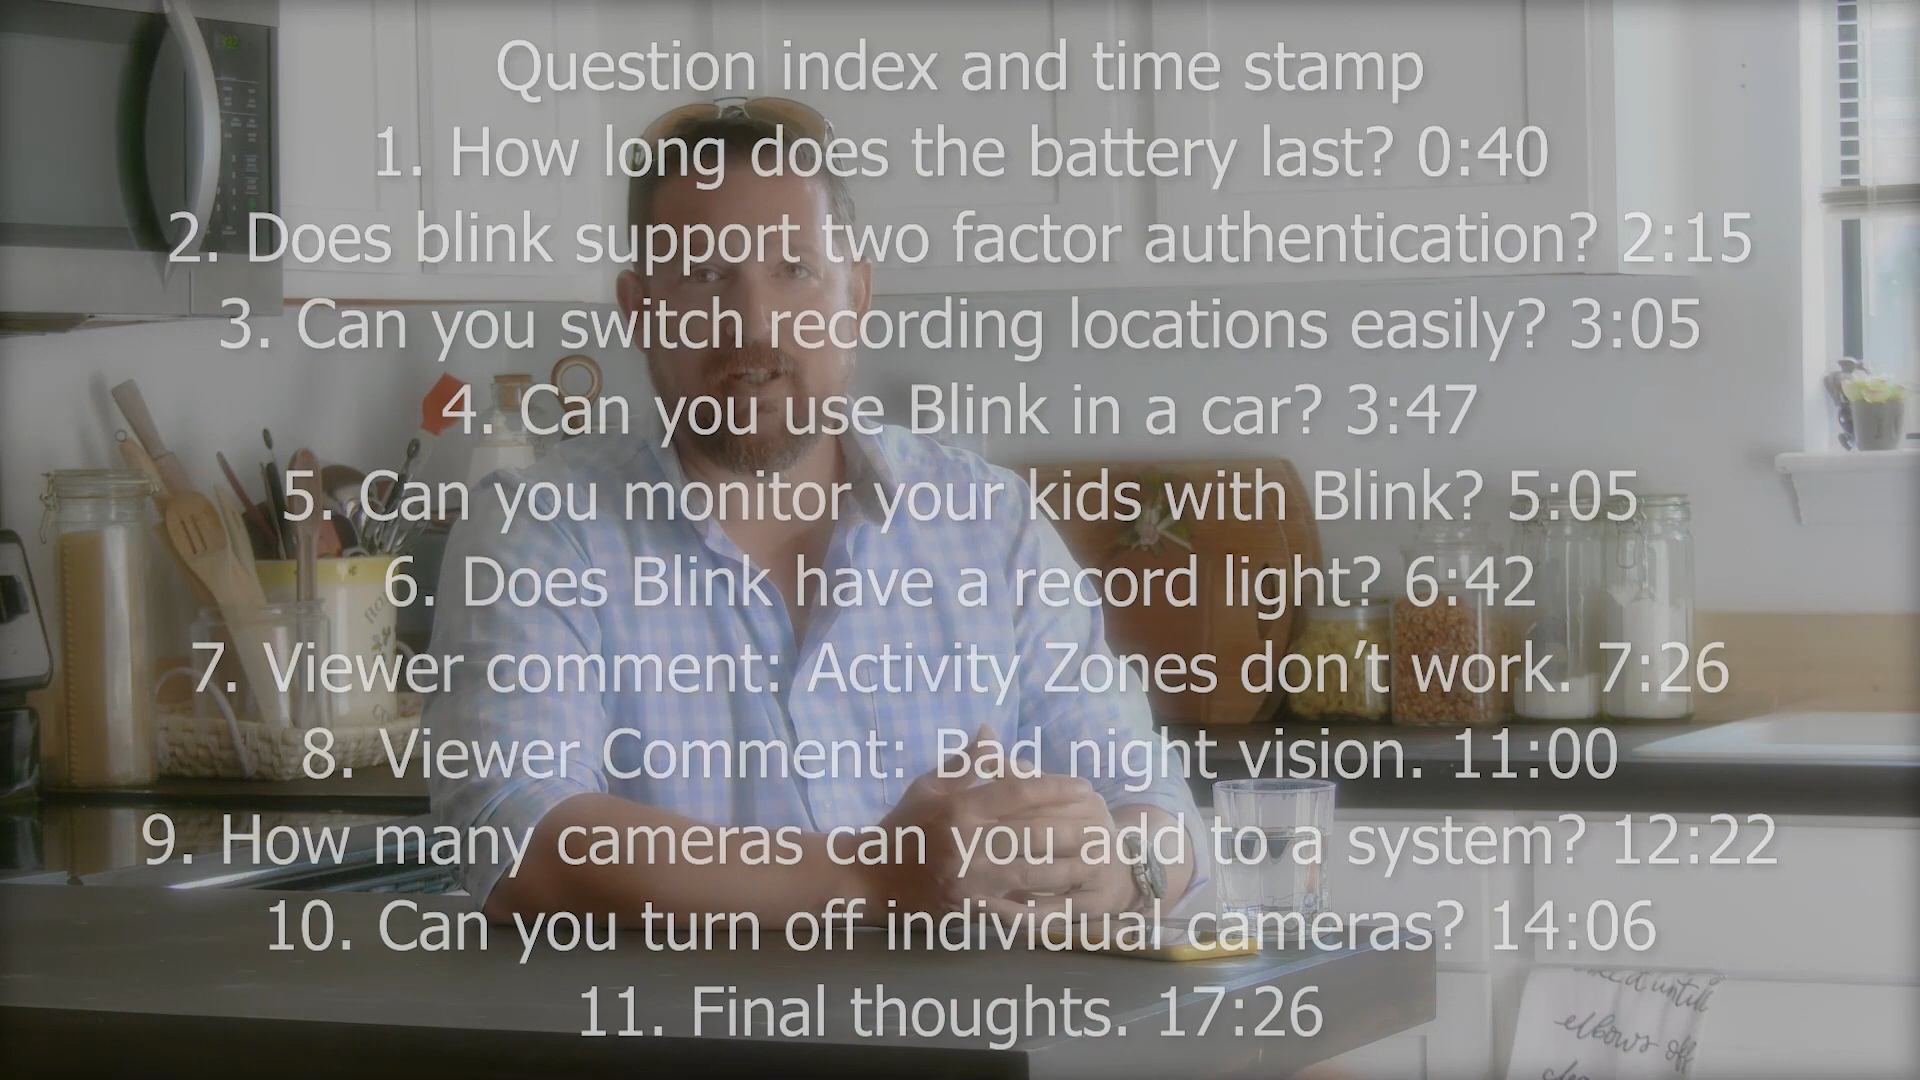 Question index and time stamp
1. How long does the battery last? 0:40
2. Does blink support two factor authentication? 2:15
3. Can you switch recording locations easily? 3:05
4. Can you use Blink in a car? 3:47
5. Can you monitor your kids with Blink? 5:05
6. Does Blink have a record light? 6:42
7. Viewer comment: Activity Zones don’t work. 7:26
8. Viewer Comment: Bad night vision. 11:00
9. How many cameras can you add to a system? 12:22
10. Can you turn off individual cameras? 14:06
11. Final thoughts. 17:26
until
elbows off